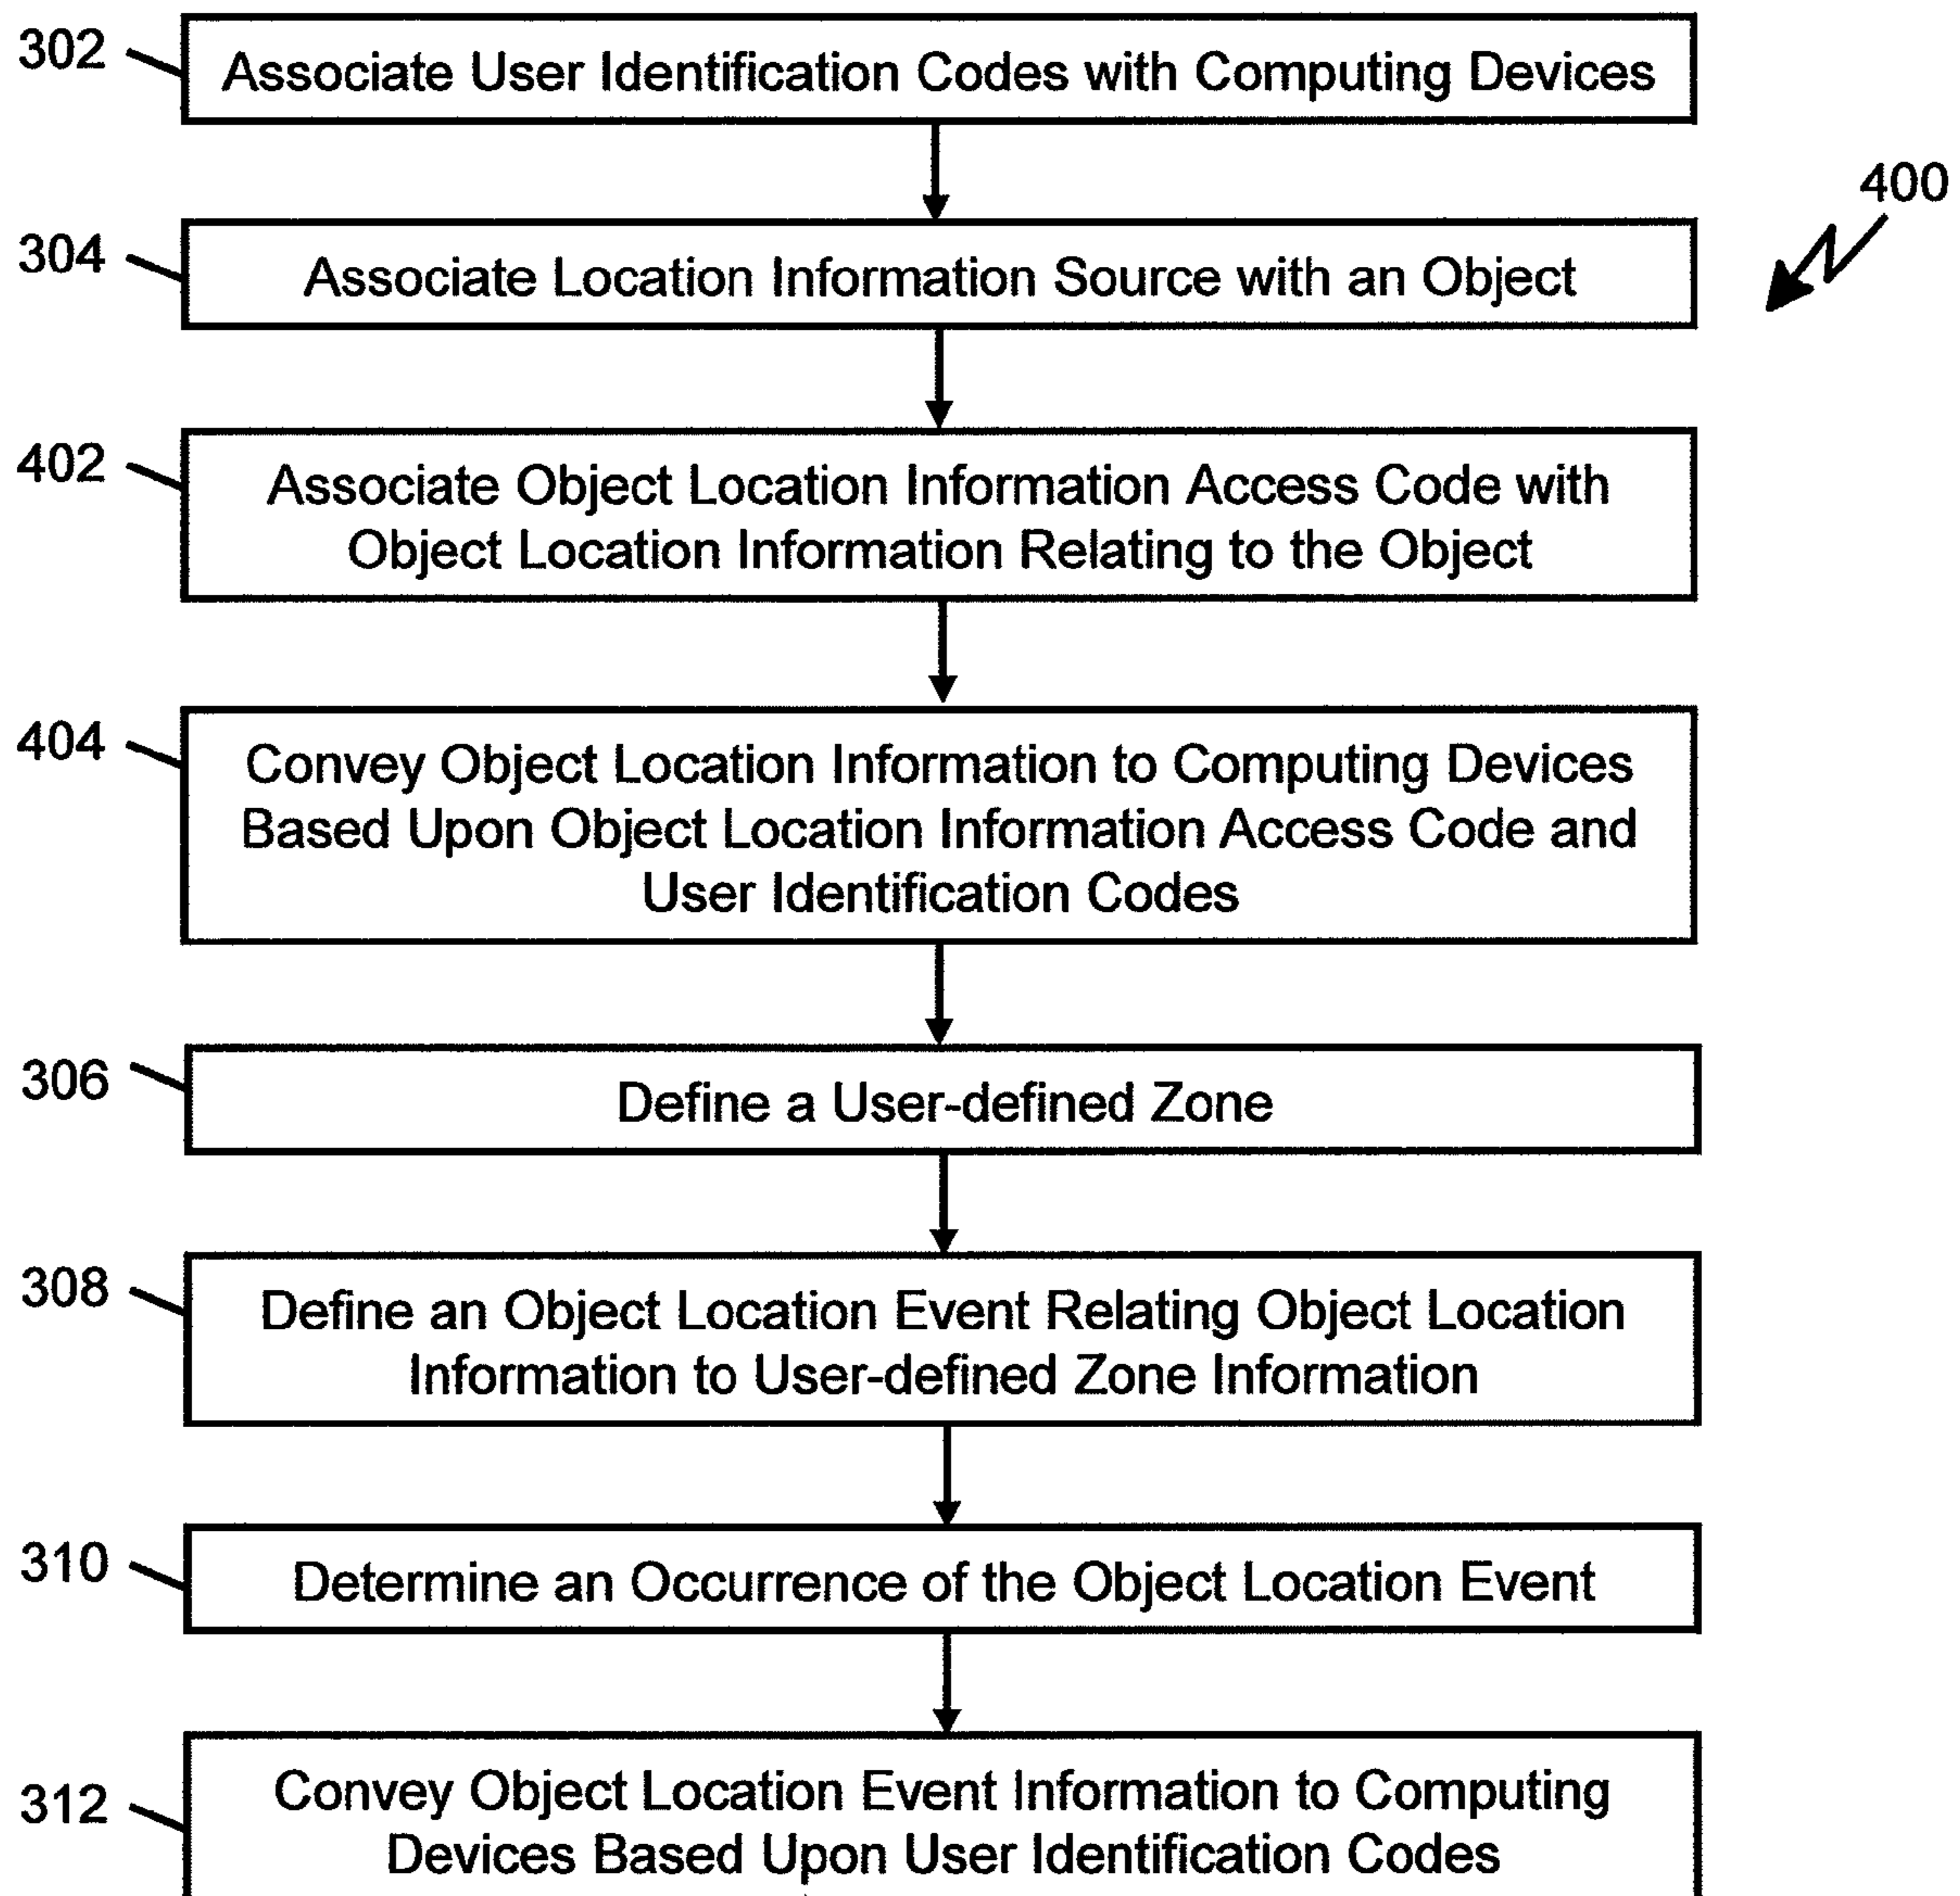 302
Associate User Identification Codes with Computing Devices
400
304
Associate Location Information Source with an Object
402
Associate Object Location Information Access Code with
Object Location Information Relating to the Object
404
Convey Object Location Information to Computing Devices
Based Upon Object Location Information Access Code and
User Identification Codes
306
Define a User-defined Zone
308
Define an Object Location Event Relating Object Location
Information to User-defined Zone Information
310
Determine an Occurrence of the Object Location Event
312
Convey Object Location Event Information to Computing
Devices Based Upon User Identification Codes